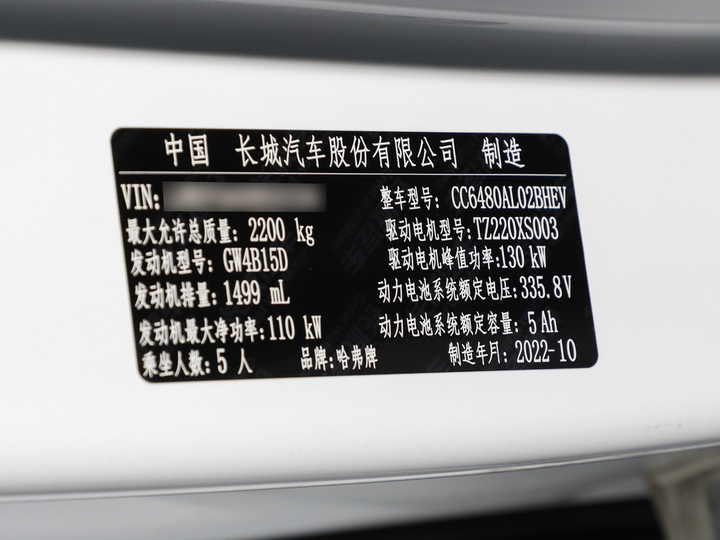 中国 长城汽车股份有限公司 制造
VIN:
整车型号: CC6480AL02BHEV
最大允许总质量: 2200 kg
驱动电机型号:TZ220XS003
发动机型号: GW4B15D
驱动电机峰值功率:130 kW
发动机排量: 1499 mL
动力电池系统额定电压:335.8V
发动机最大净功率:110 kW
动力电池系统额定容量: 5 Ah
乘坐人数: 5 人
品牌:哈弗牌
制造年月: 2022-10